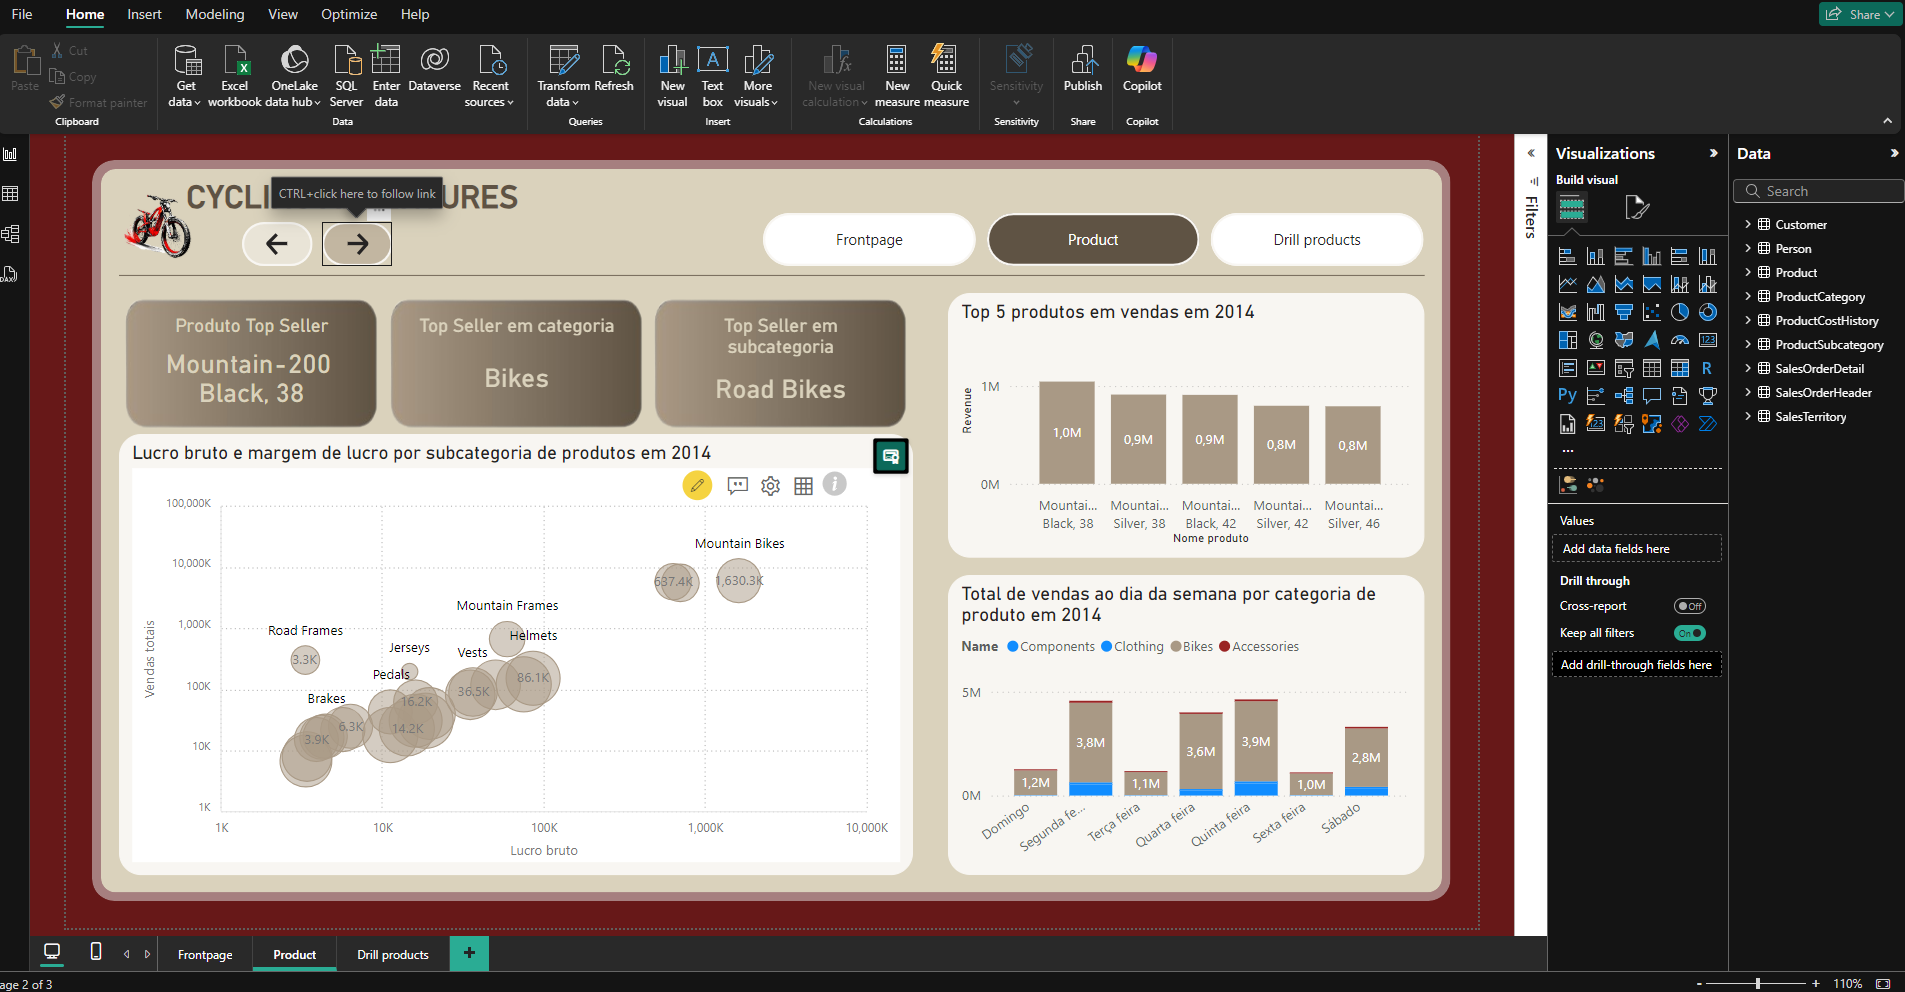 File Home Insert Modeling View Optimize Help Share
Paste
Cut
Copy
Format painter
Clipboard
Get data
Excel workbook
OneLake data hub
SQL Server
Enter data
Dataverse
Recent sources
Data
Transform data
Refresh
Queries
New visual
Text box
More visuals
Insert
New visual calculation
New measure
Quick measure
Calculations
Sensitivity
Sensitivity
Publish
Share
Copilot
Copilot
CTRL+click here to follow link
Frontpage
Product
Drill products
Produto Top Seller
Mountain-200
Black, 38
Top Seller em categoria
Bikes
Top Seller em
subcategoria
Road Bikes
Lucro bruto e margem de lucro por subcategoria de produtos em 2014
Vendas totais
100,000K
10,000K
1,000K
100K
10K
1K
Mountain Bikes
637.4K
1,630.3K
Mountain Frames
Road Frames
Helmets
Jerseys
Vests
3.3K
Pedals
86.1K
36.5K
Brakes
16.2K
6.3K
14.2K
3.9K
1K 10K 100K 1,000K 10,000K
Lucro bruto
Top 5 produtos em vendas em 2014
Revenue
1M
0M
1,0M 0,9M 0,9M 0,8M 0,8M
Mountai... Mountai... Mountai... Mountai... Mountai...
Black, 38 Silver, 38 Black, 42 Silver, 42 Silver, 46
Nome produto
Total de vendas ao dia da semana por categoria de
produto em 2014
Name Components Clothing Bikes Accessories
5M
0M
1,2M 3,8M 1,1M 3,6M 3,9M 1,0M 2,8M
Domingo Segunda fe... Terça feira Quarta feira Quinta feira Sexta feira Sábado
Filters
Visualizations
Build visual
123
R
Py
123
...
Values
Add data fields here
Drill through
Cross-report Off
Keep all filters On
Add drill-through fields here
Data
Search
Customer
Person
Product
ProductCategory
ProductCostHistory
ProductSubcategory
SalesOrderDetail
SalesOrderHeader
SalesTerritory
Frontpage Product Drill products +
age 2 of 3
- + 110%